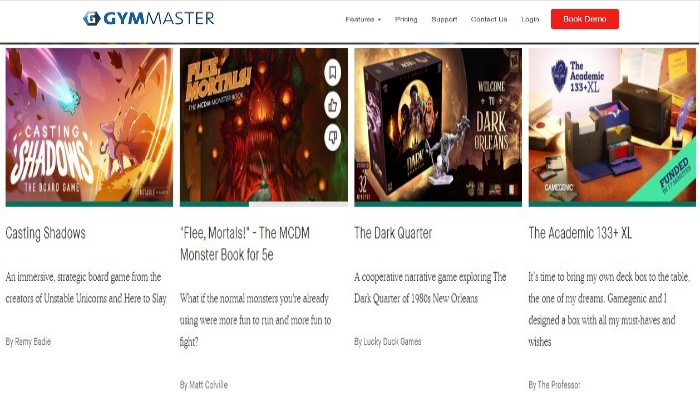 GYMMASTER
Features
Pricing
Support
Contact Us
Login
Book Demo
CASTING
SHADOWS
THE BOARD GAME
FLEE,
MORTALS!
THE MCDM MONSTER BOOK
WELCOME
TO
DARK
ORLEANS
DARK
FUNDED
32
MINUTES
The
Academic
133+XL
GAMEGENIC
FUNDED
Casting Shadows
An immersive, strategic board game from the
creators of Unstable Unicorns and Here to Slay
By Ramy Badie
"Flee, Mortals!" - The MCDM
Monster Book for 5e
What if the normal monsters you're already
using were more fun to run and more fun to
fight?
By Matt Colville
The Dark Quarter
A cooperative narrative game exploring The
Dark Quarter of 1980s New Orleans
By Lucky Duck Games
The Academic 133+ XL
It's time to bring my own deck box to the table,
the one of my dreams. Gamegenic and I
designed a box with all my must-haves and
wishes
By The Professor